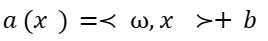 a ( x ) =≺ ω, x ≻+ b